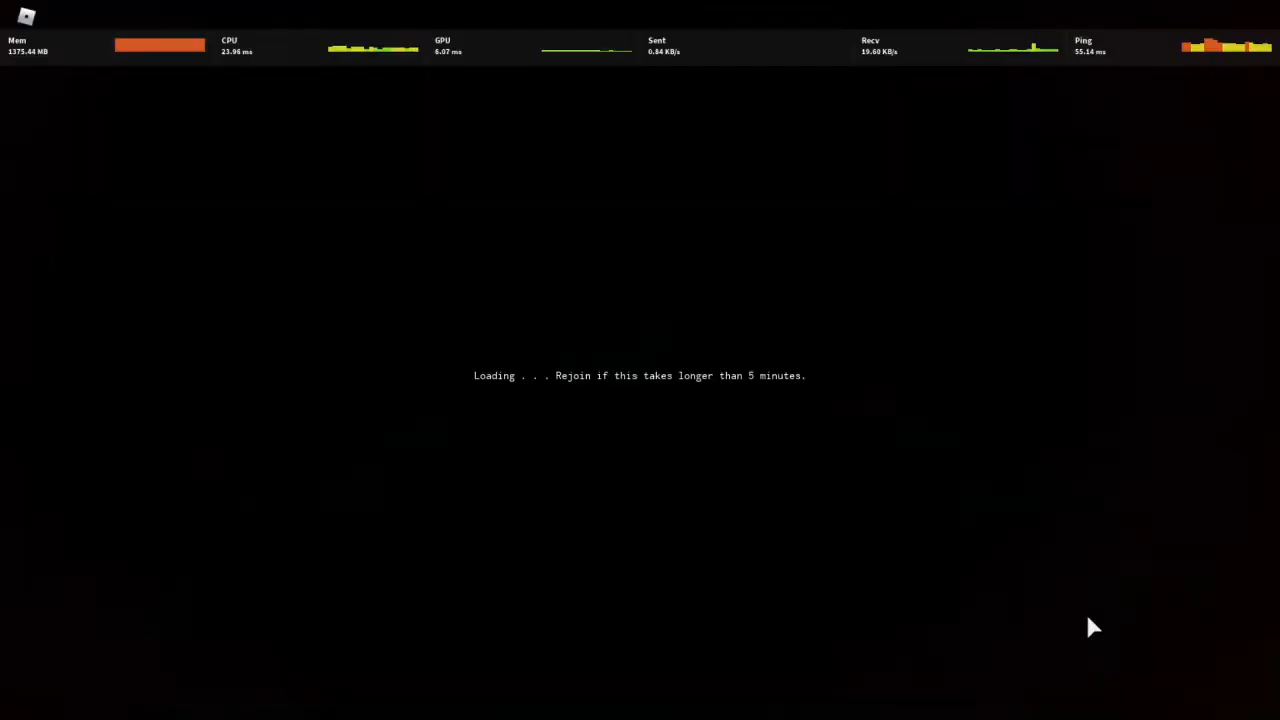 Mem CPU GPU Sent Recv Ping
1375.44 MB 23.96 ms 6.07 ms 0.84 KB/s 19.60 KB/s 55.14 ms
Loading . . . Rejoin if this takes longer than 5 minutes.